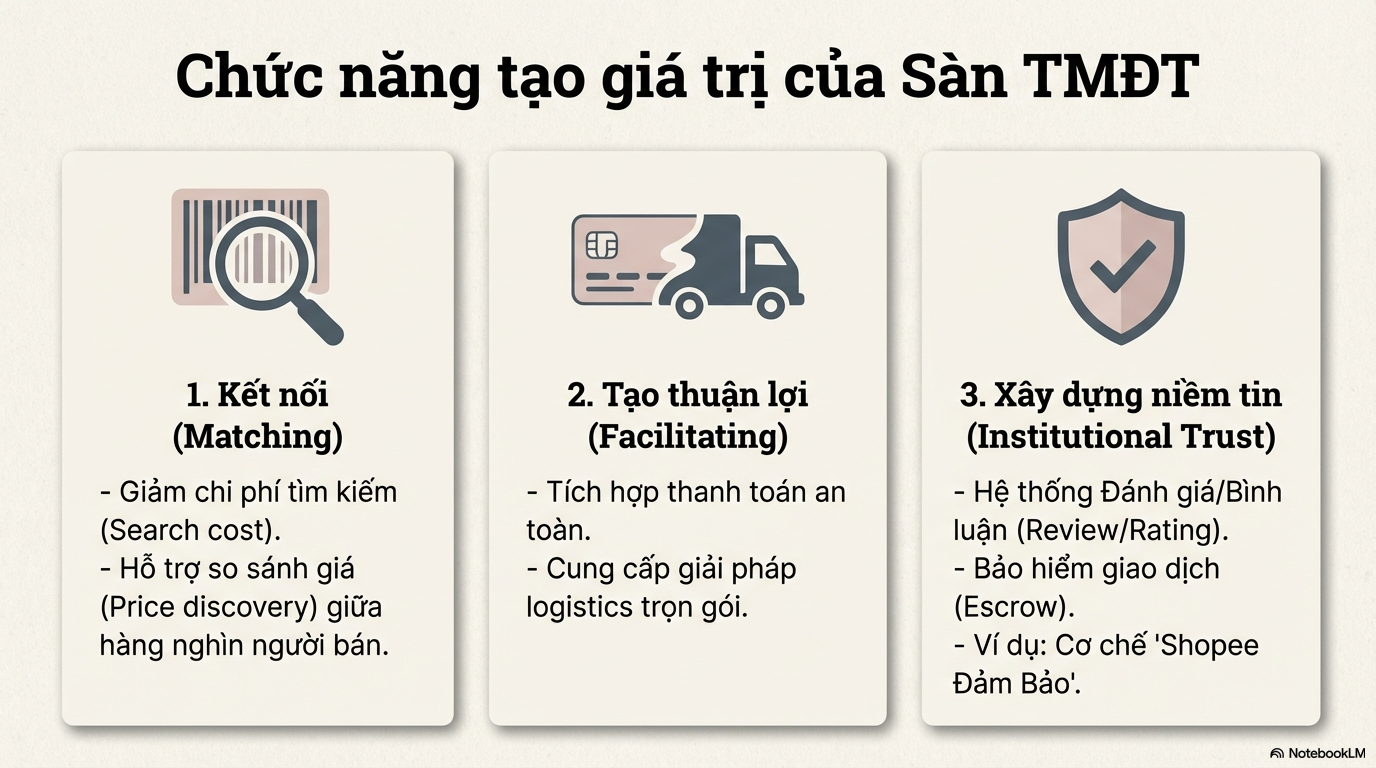 Chức năng tạo giá trị của Sàn TMĐT
1. Kết nối
(Matching)
- Giảm chi phí tìm kiếm
(Search cost).
- Hỗ trợ so sánh giá
(Price discovery) giữa
hàng nghìn người bán.
2. Tạo thuận lợi
(Facilitating)
- Tích hợp thanh toán an
toàn.
- Cung cấp giải pháp
logistics trọn gói.
3. Xây dựng niềm tin
(Institutional Trust)
- Hệ thống Đánh giá/Bình
luận (Review/Rating).
- Bảo hiểm giao dịch
(Escrow).
- Ví dụ: Cơ chế 'Shopee
Đảm Bảo'.
NotebookLM